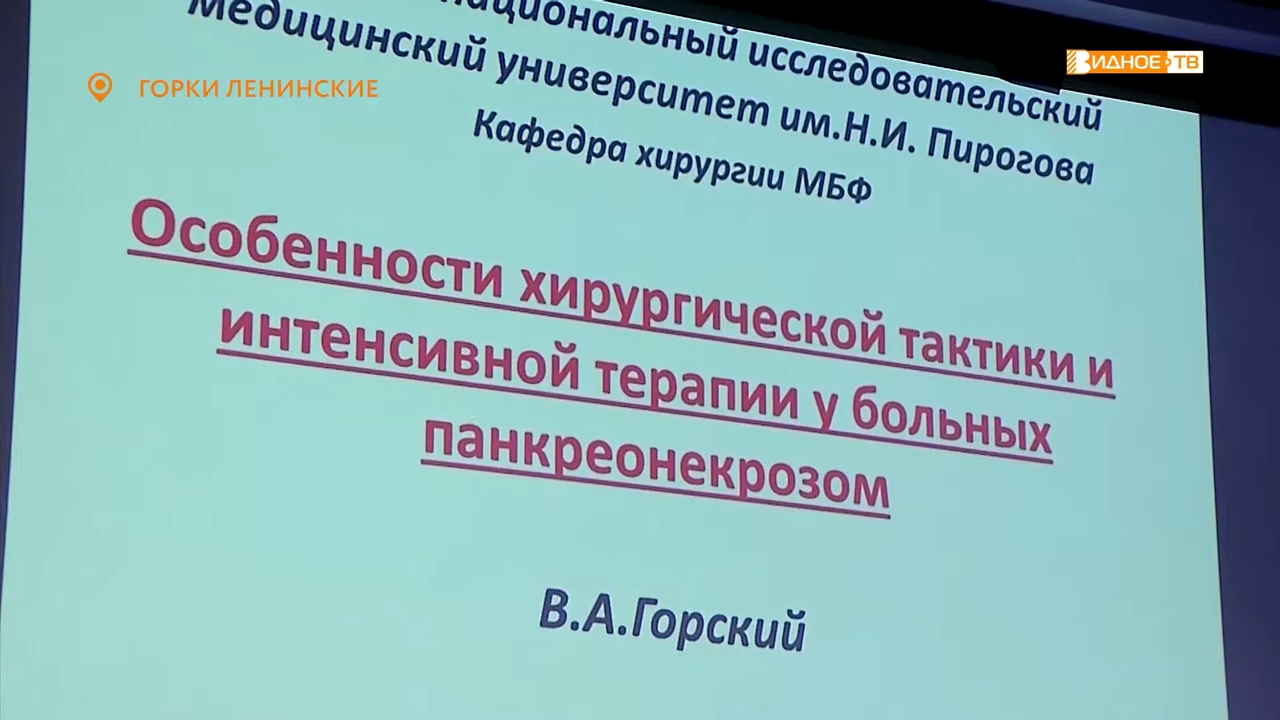 национальный исследовательский
Медицинский университет им.Н.И. Пирогова
Кафедра хирургии МБФ
Особенности хирургической тактики и
интенсивной терапии у больных
панкреонекрозом
В.А.Горский
ГОРКИ ЛЕНИНСКИЕ
ВИДНОЕ ТВ